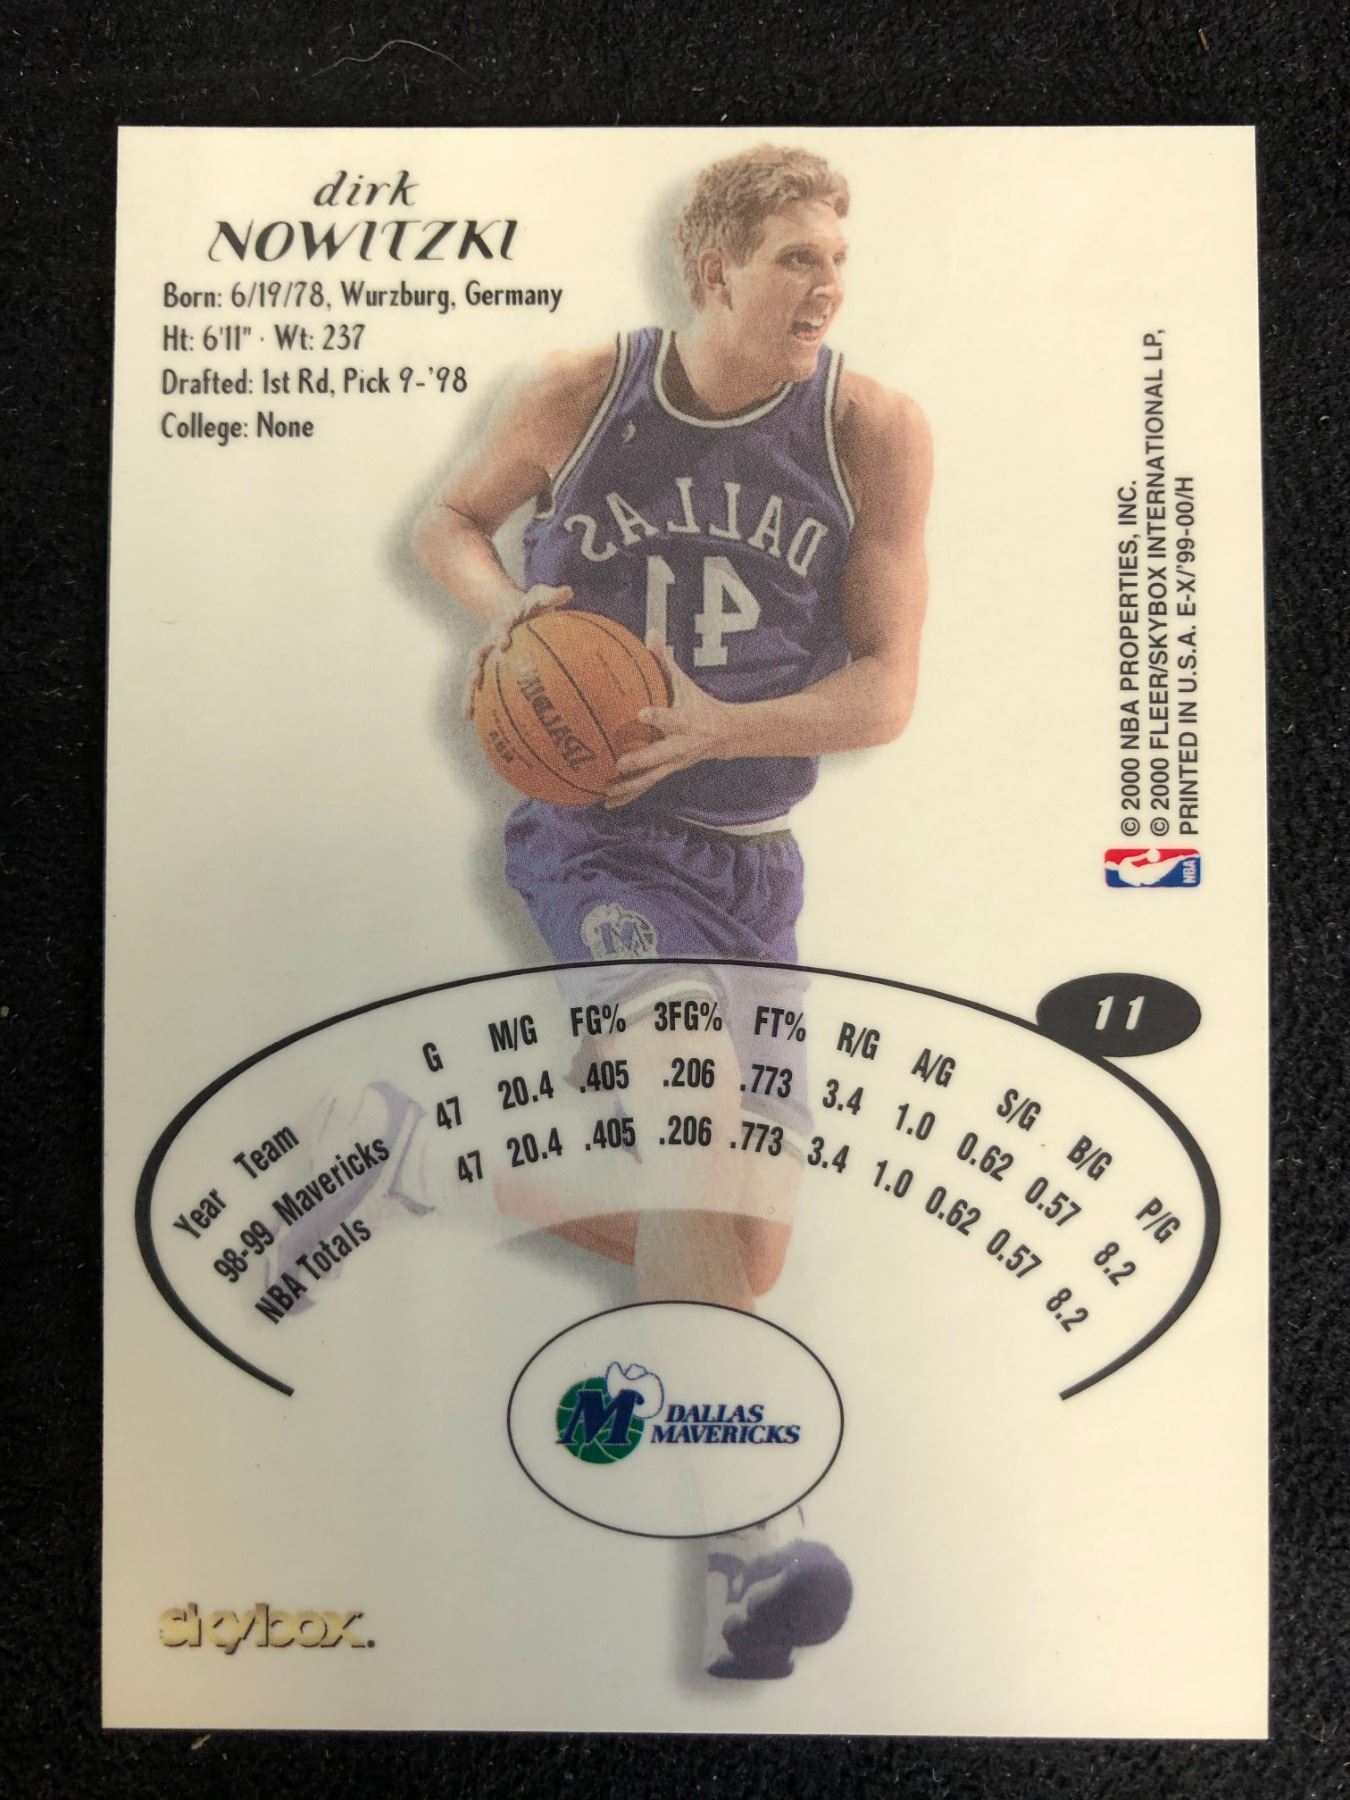 dirk
NOWITZKI
Born: 6/19/78, Wurzburg, Germany
Ht: 6'11" · Wt: 237
Drafted: 1st Rd, Pick 9-'98
College: None
DALLAS
41
SPALDING
NBA
M
© 2000 NBA PROPERTIES, INC.
© 2000 FLEER/SKYBOX INTERNATIONAL LP,
PRINTED IN U.S.A. E-X/'99-00/H
NBA
11
Year Team G M/G FG% 3FG% FT% R/G A/G S/G B/G P/G
98-99 Mavericks 47 20.4 .405 .206 .773 3.4 1.0 0.62 0.57 8.2
NBA Totals 47 20.4 .405 .206 .773 3.4 1.0 0.62 0.57 8.2
M DALLAS
MAVERICKS
skybox.